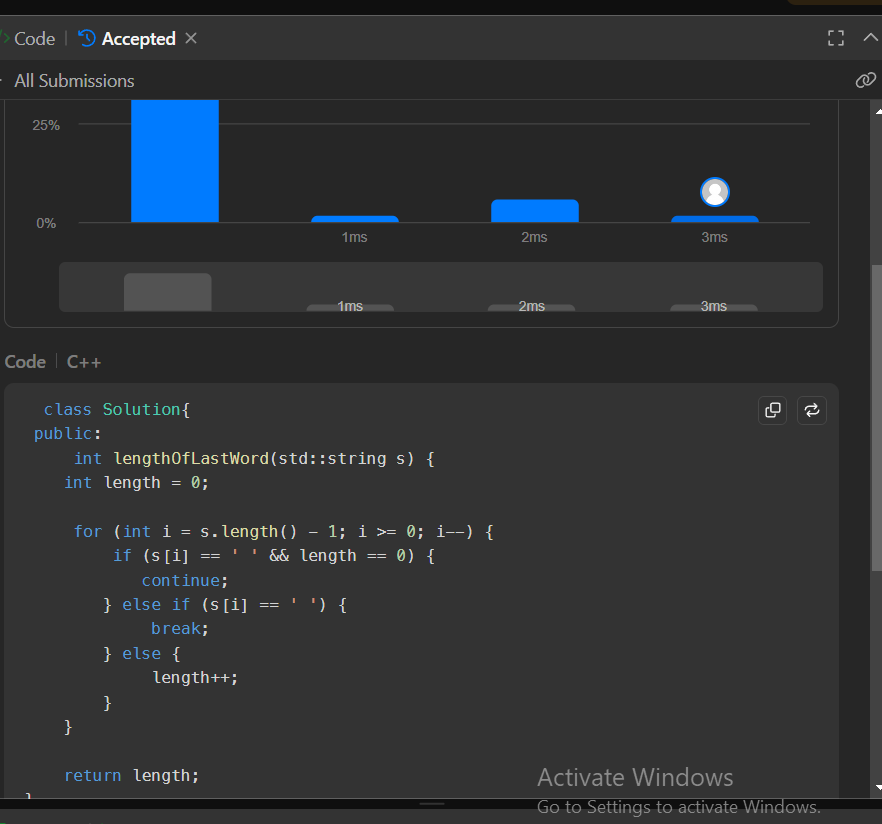 Code | Accepted
All Submissions
25%
0%
1ms 2ms 3ms
1ms 2ms 3ms
Code | C++
class Solution{
public:
    int lengthOfLastWord(std::string s) {
   int length = 0;
    for (int i = s.length() - 1; i >= 0; i--) {
        if (s[i] == ' ' && length == 0) {
           continue;
       } else if (s[i] == ' ') {
            break;
       } else {
            length++;
       }
   }
   return length;
}
Activate Windows
Go to Settings to activate Windows.